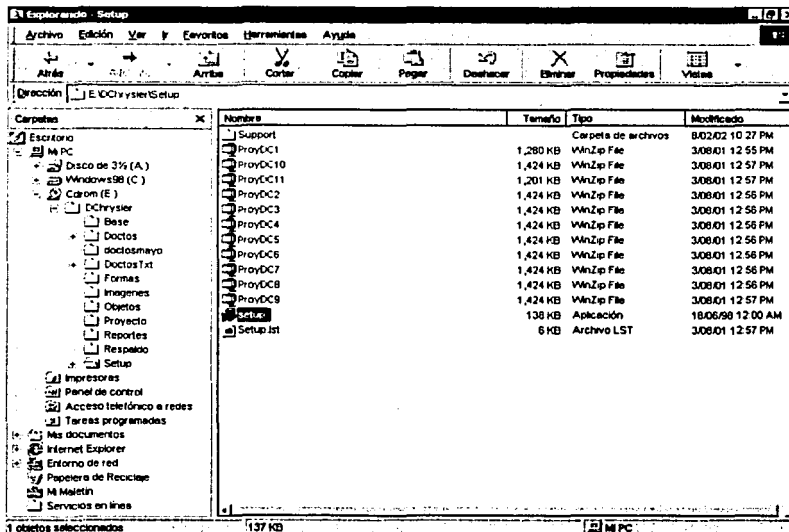 Explorando - Setup
Archivo Edición Ver Ir Favoritos Herramientas Ayuda
Atrás Arriba Cortar Copiar Pegar Deshacer Eliminar Propiedades Vistas
Dirección E:\DChrysler\Setup
Carpetas
Escritorio
Mi PC
Disco de 3½ (A:)
Windows98 (C:)
Cdrom (E:)
DChrysler
Base
Doctos
doctosmayo
DoctosTxt
Formas
Imagenes
Objetos
Proyecto
Reportes
Respaldo
Setup
Impresoras
Panel de control
Acceso telefónico a redes
Tareas programadas
Mis documentos
Internet Explorer
Entorno de red
Papelera de Reciclaje
Mi Maletín
Servicios en línea
Nombre Tamaño Tipo Modificado
Support Carpeta de archivos 8/02/02 10:27 PM
ProyDC1 1,280 KB WinZip File 3/08/01 12:55 PM
ProyDC10 1,424 KB WinZip File 3/08/01 12:57 PM
ProyDC11 1,201 KB WinZip File 3/08/01 12:57 PM
ProyDC2 1,424 KB WinZip File 3/08/01 12:56 PM
ProyDC3 1,424 KB WinZip File 3/08/01 12:56 PM
ProyDC4 1,424 KB WinZip File 3/08/01 12:56 PM
ProyDC5 1,424 KB WinZip File 3/08/01 12:56 PM
ProyDC6 1,424 KB WinZip File 3/08/01 12:56 PM
ProyDC7 1,424 KB WinZip File 3/08/01 12:56 PM
ProyDC8 1,424 KB WinZip File 3/08/01 12:56 PM
ProyDC9 1,424 KB WinZip File 3/08/01 12:57 PM
setup 138 KB Aplicación 18/06/98 12:00 AM
Setup.lst 6 KB Archivo LST 3/08/01 12:57 PM
1 objetos seleccionados 137 KB Mi PC